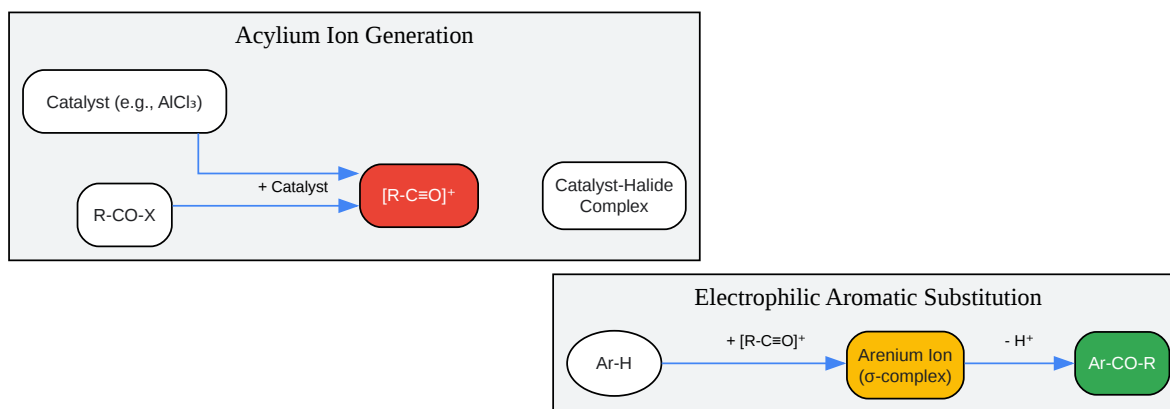 Acylium Ion Generation
Catalyst (e.g., AlCl₃)
+ Catalyst
R-CO-X
[R-C≡O]⁺
Catalyst-Halide
Complex
Electrophilic Aromatic Substitution
Ar-H
+ [R-C≡O]⁺
Arenium Ion
(σ-complex)
- H⁺
Ar-CO-R